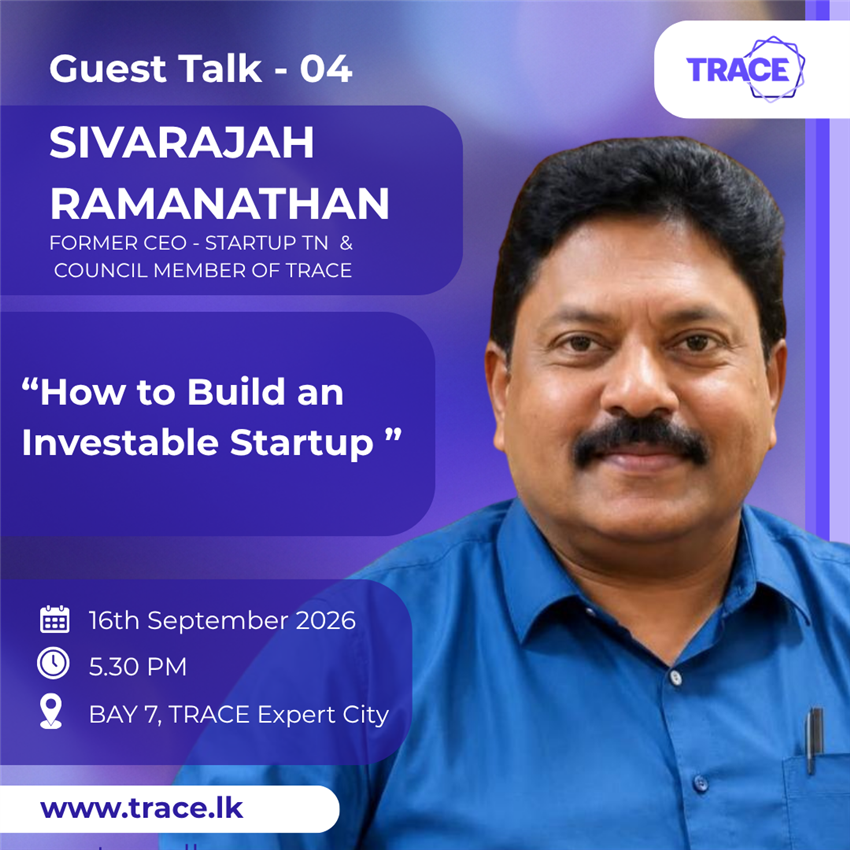 Guest Talk - 04
TRACE
SIVARAJAH
RAMANATHAN
FORMER CEO - STARTUP TN &
COUNCIL MEMBER OF TRACE
“How to Build an
Investable Startup ”
16th September 2026
5.30 PM
BAY 7, TRACE Expert City
www.trace.lk